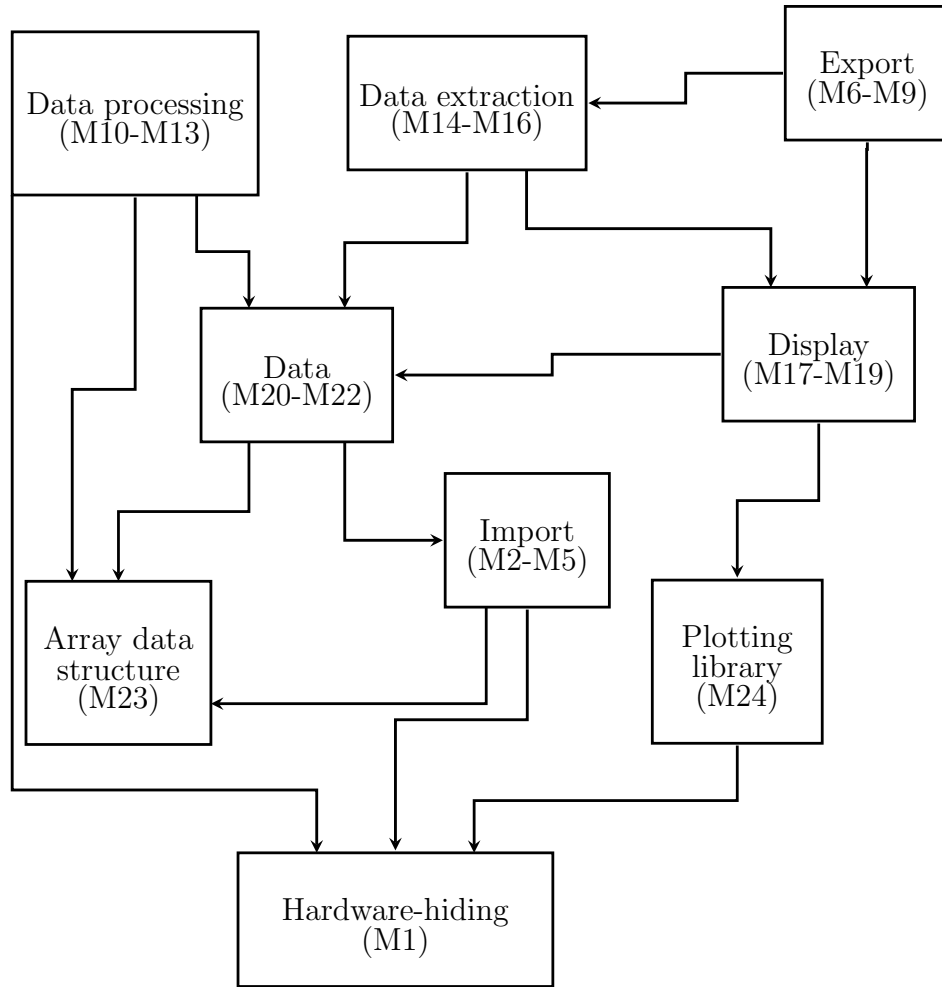 Data processing
(M10-M13)
Data extraction
(M14-M16)
Export
(M6-M9)
Data
(M20-M22)
Display
(M17-M19)
Import
(M2-M5)
Array data
structure
(M23)
Plotting
library
(M24)
Hardware-hiding
(M1)